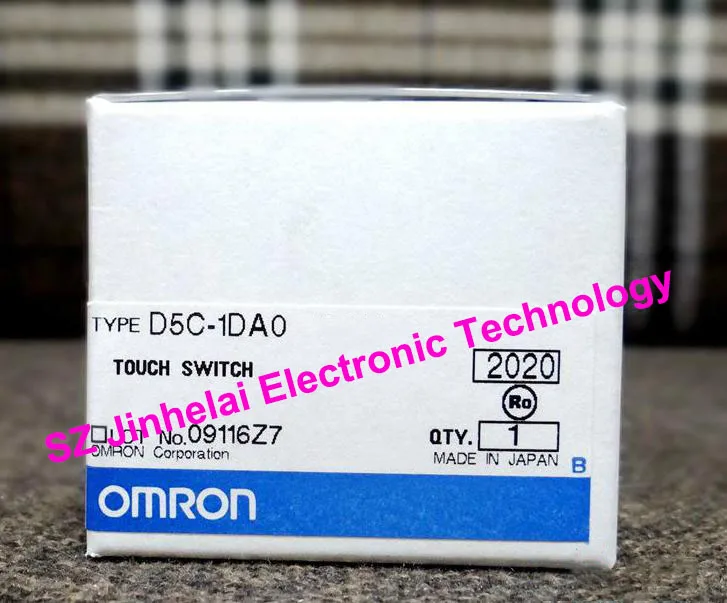 TYPE D5C-1DA0
TOUCH SWITCH
2020
Ro
LOT No.09116Z7
QTY. 1
OMRON Corporation
MADE IN JAPAN
B
OMRON
SZ Jinhelai Electronic Technology